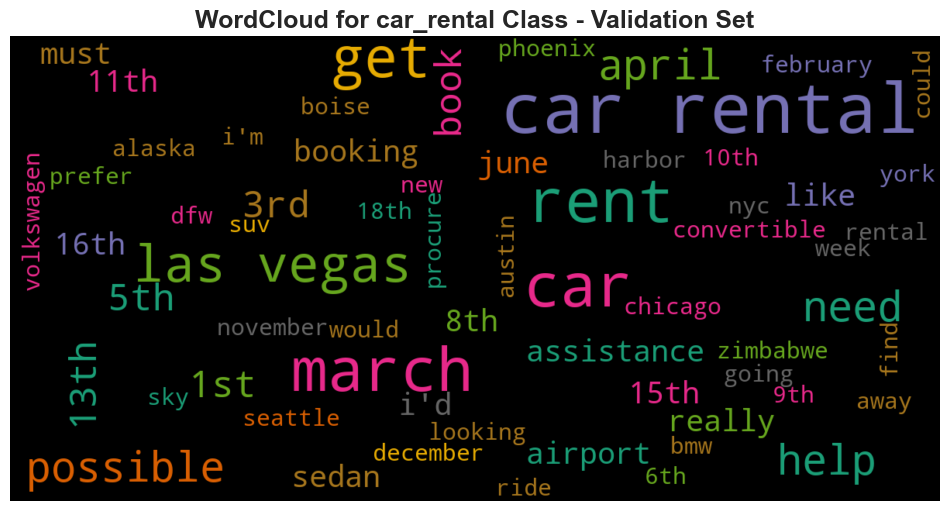 WordCloud for car_rental Class - Validation Set
must
get
book
phoenix
april
february
could
11th
boise
car rental
alaska
i'm
booking
june
harbor
10th
york
volkswagen
prefer
new
dfw
3rd
suv
18th
procure
rent
nyc
like
convertible
rental
week
16th
las vegas
austin
car
chicago
need
5th
november
would
8th
assistance
zimbabwe
find
going
13th
sky
1st
march
i'd
15th
9th
away
seattle
looking
really
december
airport
bmw
help
possible
sedan
ride
6th